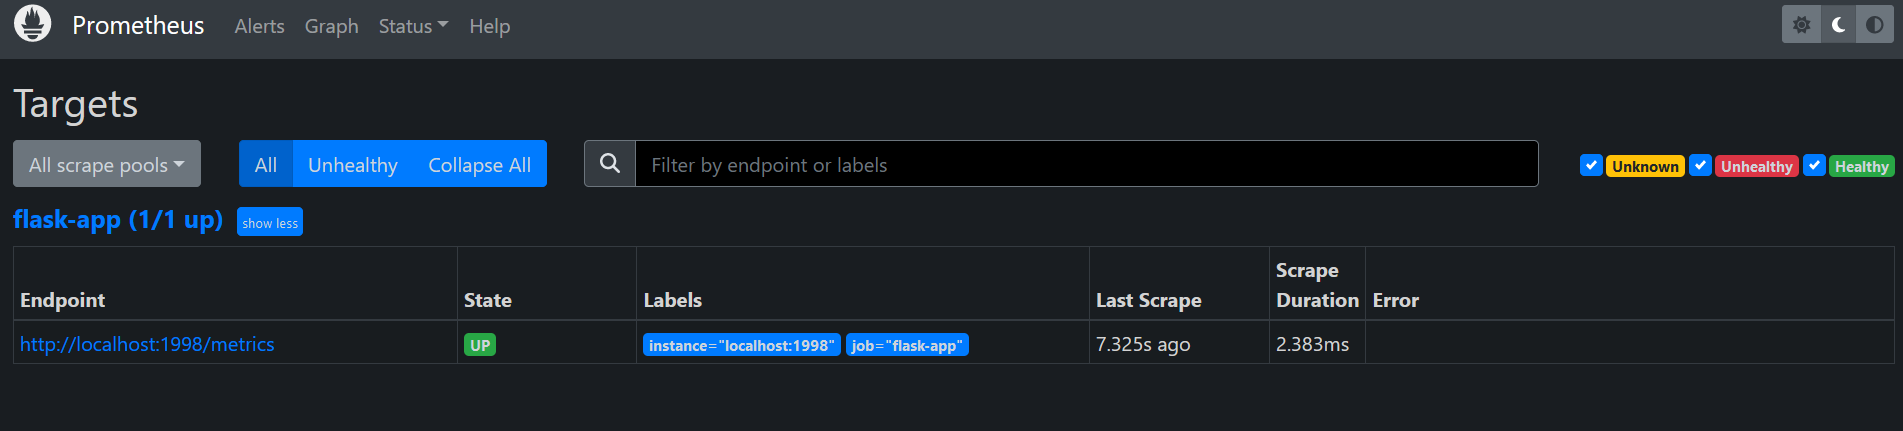 Prometheus Alerts Graph Status Help
Targets
All scrape pools All Unhealthy Collapse All Filter by endpoint or labels Unknown Unhealthy Healthy
flask-app (1/1 up) show less
Endpoint State Labels Last Scrape Scrape Duration Error
http://localhost:1998/metrics UP instance="localhost:1998" job="flask-app" 7.325s ago 2.383ms